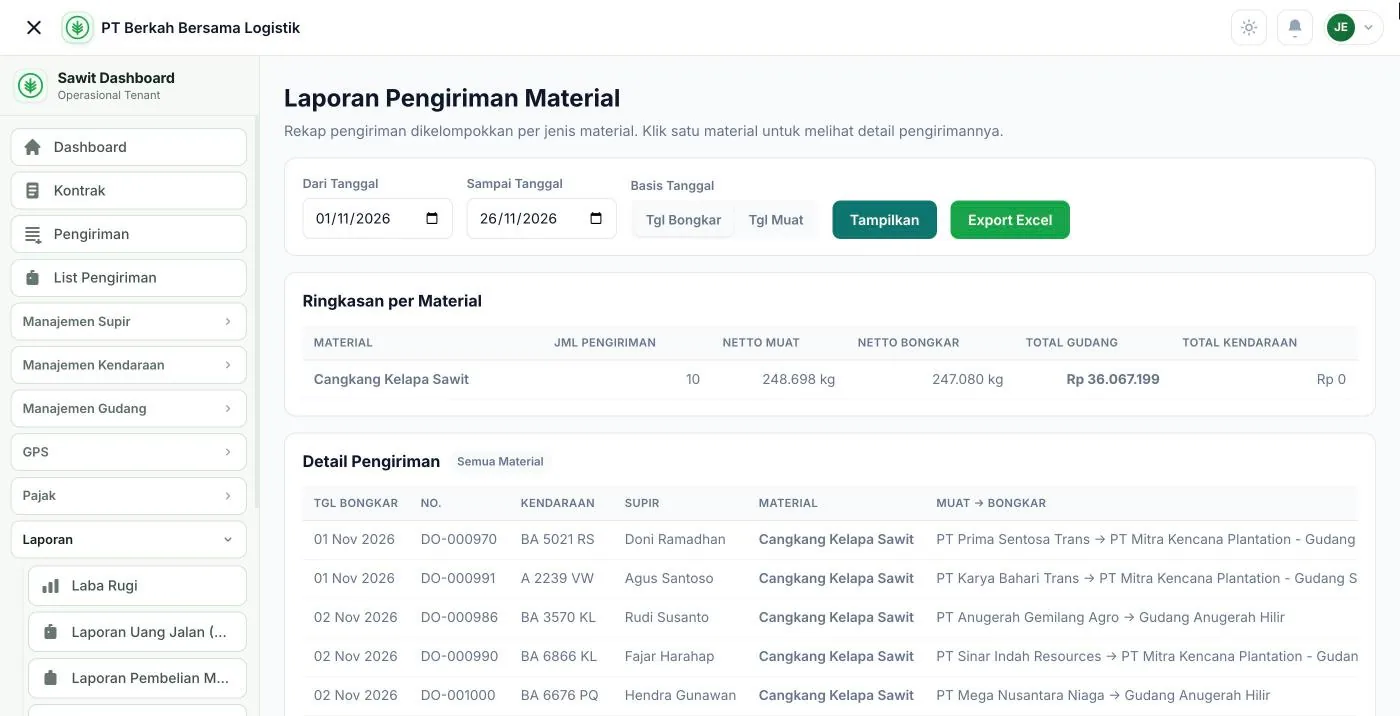 PT Berkah Bersama Logistik
JE
Sawit Dashboard
Operasional Tenant
Dashboard
Kontrak
Pengiriman
List Pengiriman
Manajemen Supir
Manajemen Kendaraan
Manajemen Gudang
GPS
Pajak
Laporan
Laba Rugi
Laporan Uang Jalan (...
Laporan Pembelian M...
Laporan Pengiriman Material
Rekap pengiriman dikelompokkan per jenis material. Klik satu material untuk melihat detail pengirimannya.
Dari Tanggal Sampai Tanggal Basis Tanggal
01/11/2026 26/11/2026 Tgl Bongkar Tgl Muat Tampilkan Export Excel
Ringkasan per Material
MATERIAL JML PENGIRIMAN NETTO MUAT NETTO BONGKAR TOTAL GUDANG TOTAL KENDARAAN
Cangkang Kelapa Sawit 10 248.698 kg 247.080 kg Rp 36.067.199 Rp 0
Detail Pengiriman Semua Material
TGL BONGKAR NO. KENDARAAN SUPIR MATERIAL MUAT → BONGKAR
01 Nov 2026 DO-000970 BA 5021 RS Doni Ramadhan Cangkang Kelapa Sawit PT Prima Sentosa Trans → PT Mitra Kencana Plantation - Gudang
01 Nov 2026 DO-000991 A 2239 VW Agus Santoso Cangkang Kelapa Sawit PT Karya Bahari Trans → PT Mitra Kencana Plantation - Gudang S
02 Nov 2026 DO-000986 BA 3570 KL Rudi Susanto Cangkang Kelapa Sawit PT Anugerah Gemilang Agro → Gudang Anugerah Hilir
02 Nov 2026 DO-000990 BA 6866 KL Fajar Harahap Cangkang Kelapa Sawit PT Sinar Indah Resources → PT Mitra Kencana Plantation - Gudan
02 Nov 2026 DO-001000 BA 6676 PQ Hendra Gunawan Cangkang Kelapa Sawit PT Mega Nusantara Niaga → Gudang Anugerah Hilir